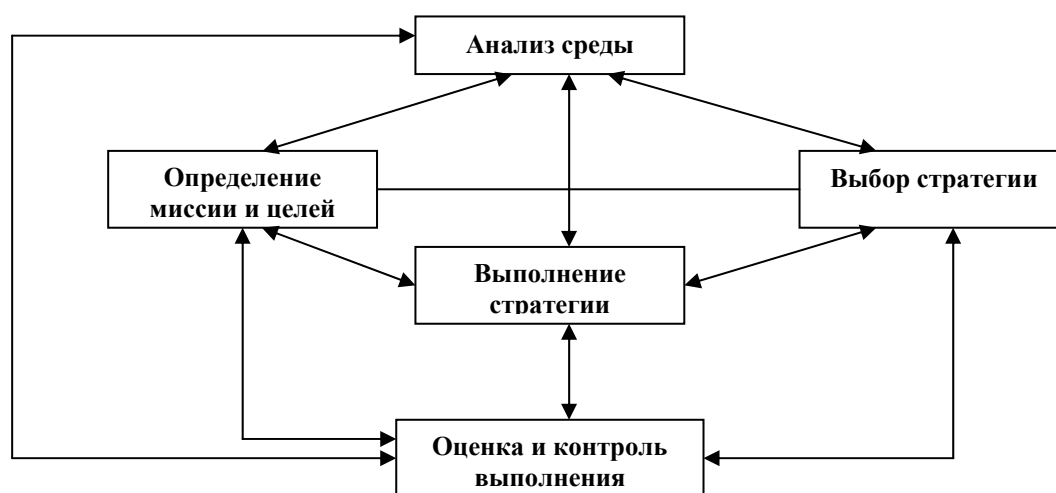 Анализ среды
Определение
миссии и целей
Выбор стратегии
Выполнение
стратегии
Оценка и контроль
выполнения